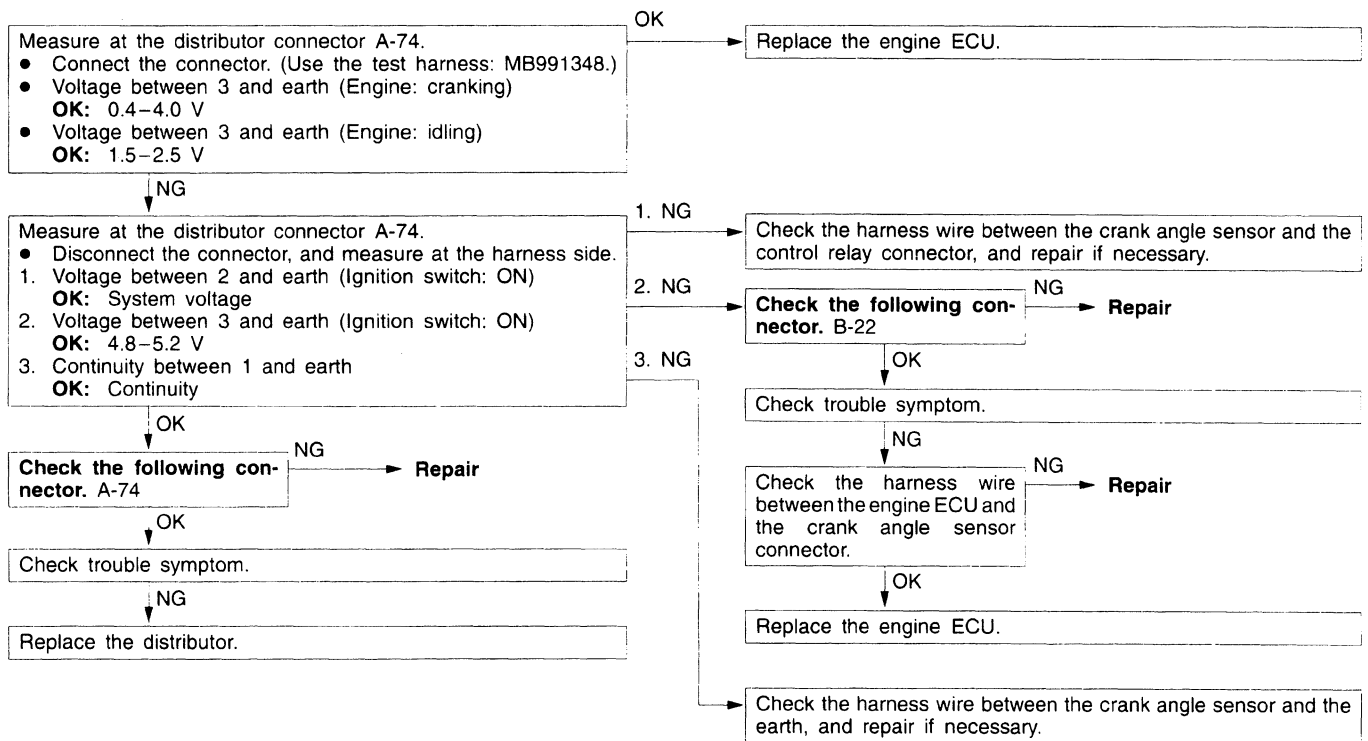 OK
Measure at the distributor connector A-74.
● Connect the connector. (Use the test harness: MB991348.)
● Voltage between 3 and earth (Engine: cranking)
OK: 0.4–4.0 V
● Voltage between 3 and earth (Engine: idling)
OK: 1.5–2.5 V
Replace the engine ECU.
NG
Measure at the distributor connector A-74.
● Disconnect the connector, and measure at the harness side.
1. Voltage between 2 and earth (Ignition switch: ON)
OK: System voltage
2. Voltage between 3 and earth (Ignition switch: ON)
OK: 4.8–5.2 V
3. Continuity between 1 and earth
OK: Continuity
1. NG
Check the harness wire between the crank angle sensor and the
control relay connector, and repair if necessary.
2. NG
Check the following con-
nector. B-22
NG
Repair
OK
Check trouble symptom.
NG
Check the harness wire
between the engine ECU and
the crank angle sensor
connector.
NG
Repair
OK
Replace the engine ECU.
3. NG
Check the harness wire between the crank angle sensor and the
earth, and repair if necessary.
OK
Check the following con-
nector. A-74
NG
Repair
OK
Check trouble symptom.
NG
Replace the distributor.